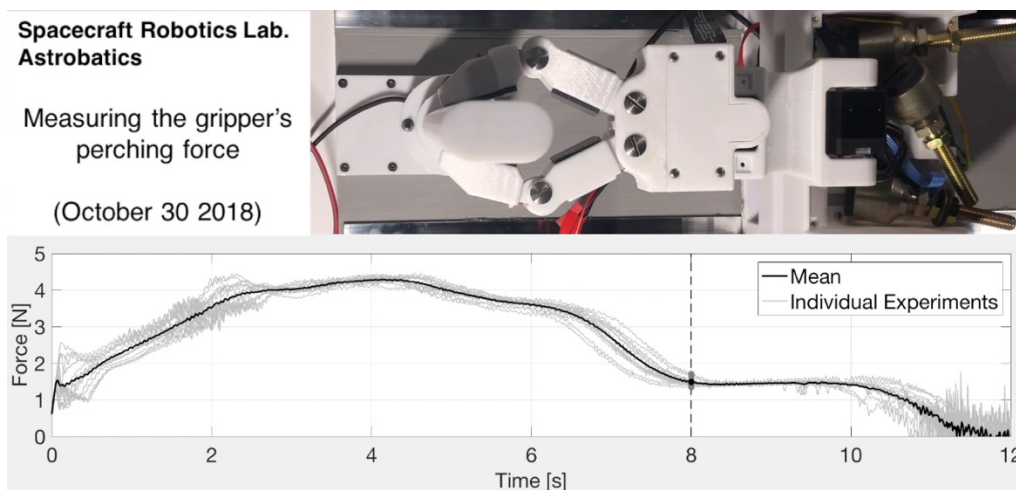 Spacecraft Robotics Lab.
Astrobatics
Measuring the gripper's
perching force
(October 30 2018)
5
4
3
2
1
0
Force [N]
Mean
Individual Experiments
0 2 4 6 8 10 12
Time [s]